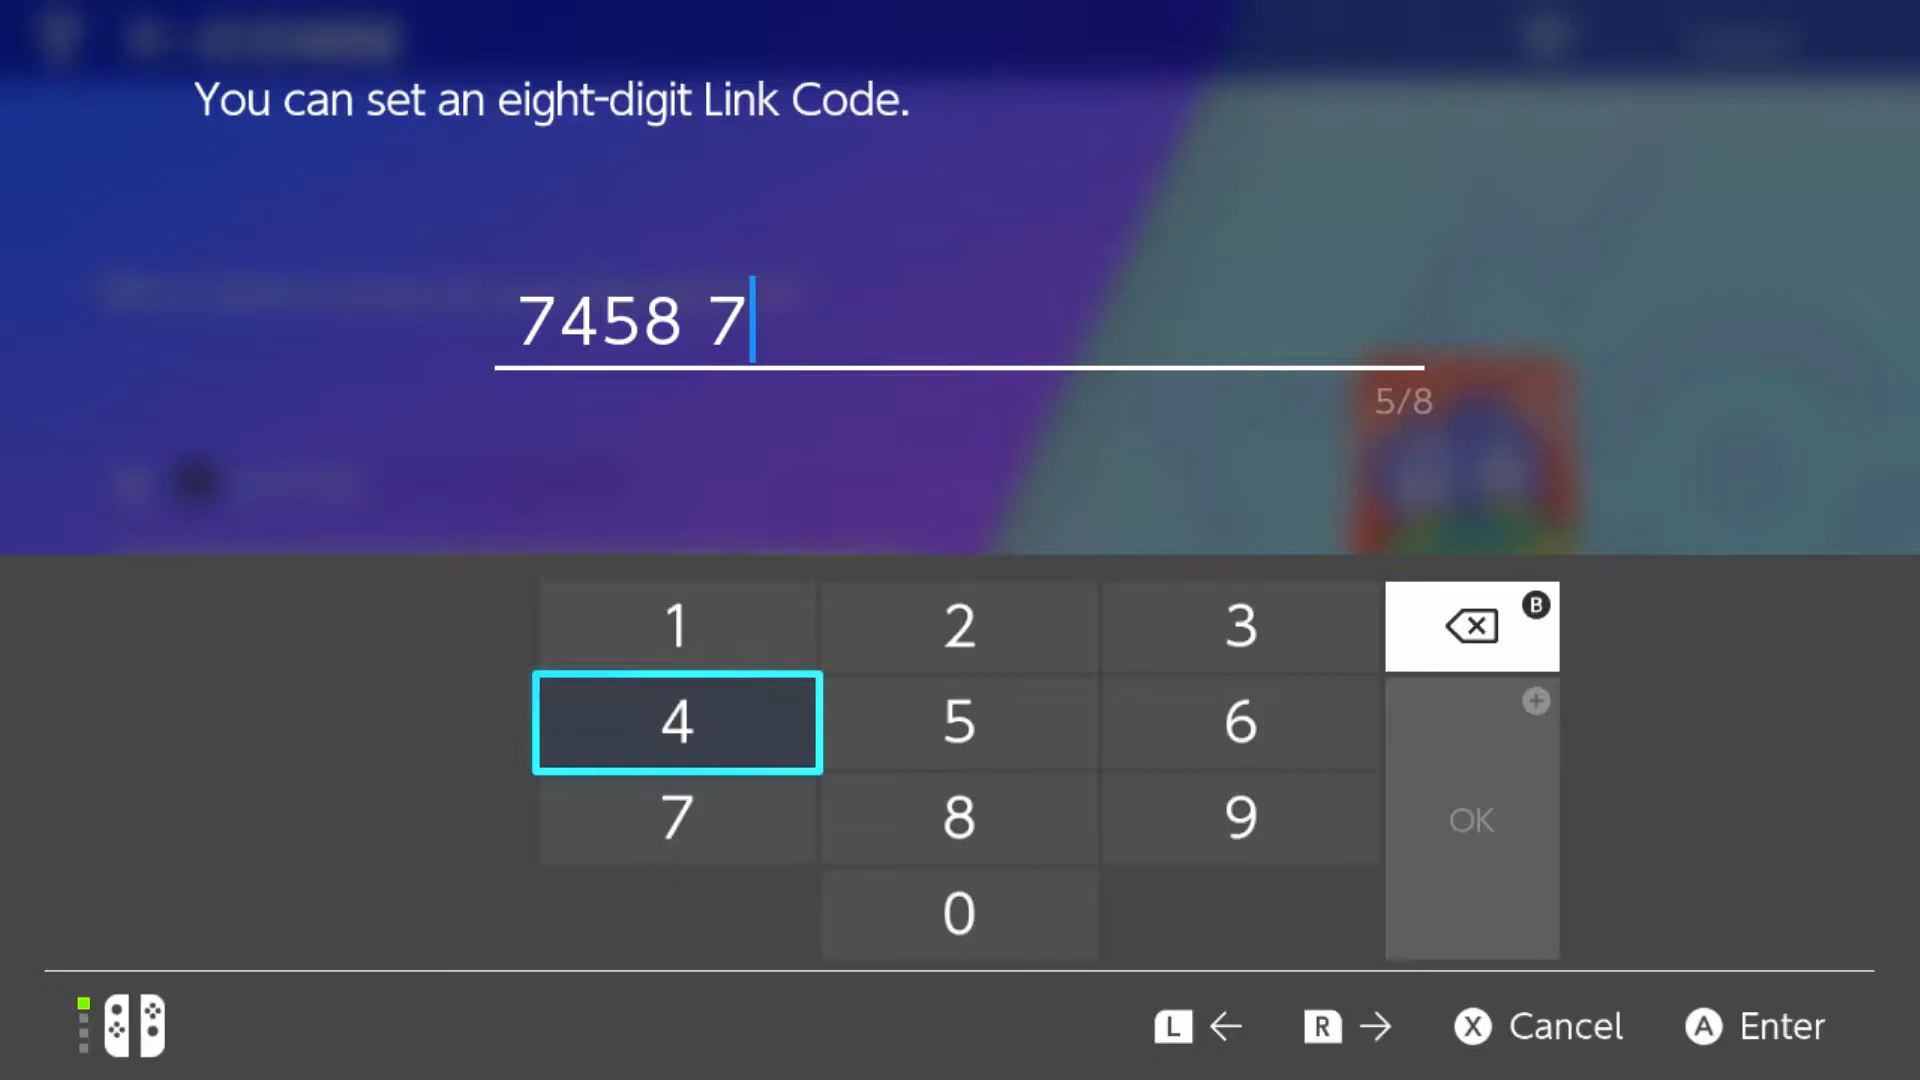 You can set an eight-digit Link Code.
7458 7
5/8
1 2 3 B
4 5 6 +
7 8 9 OK
0
L ← R → X Cancel A Enter